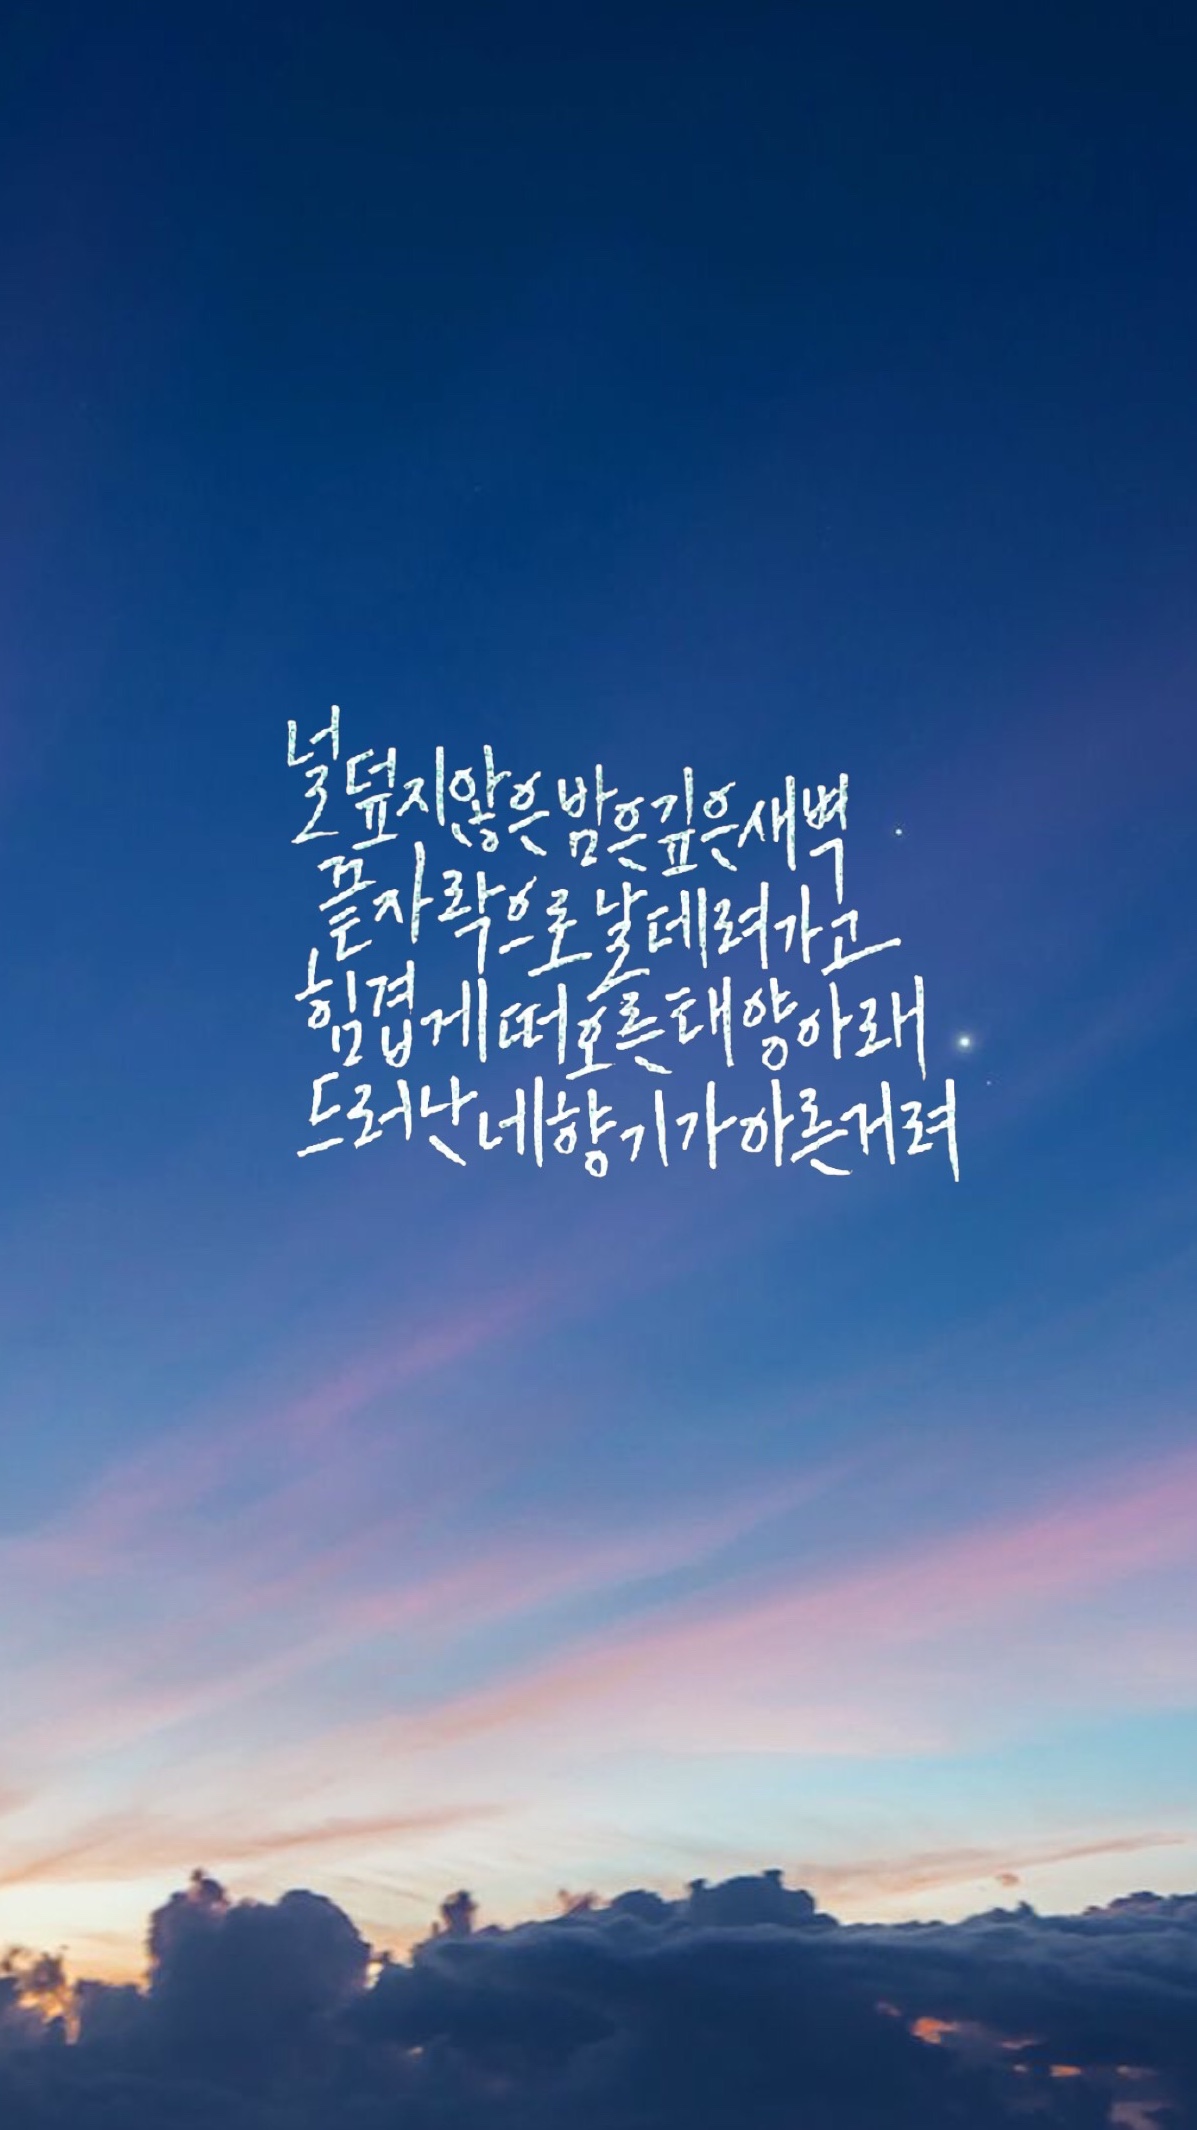 널 덮지 않은 밤은 깊은 새벽
끝자락으로 날 데려가고
힘겹게 떠오른 태양 아래
드러난 네 향기가 아른거려